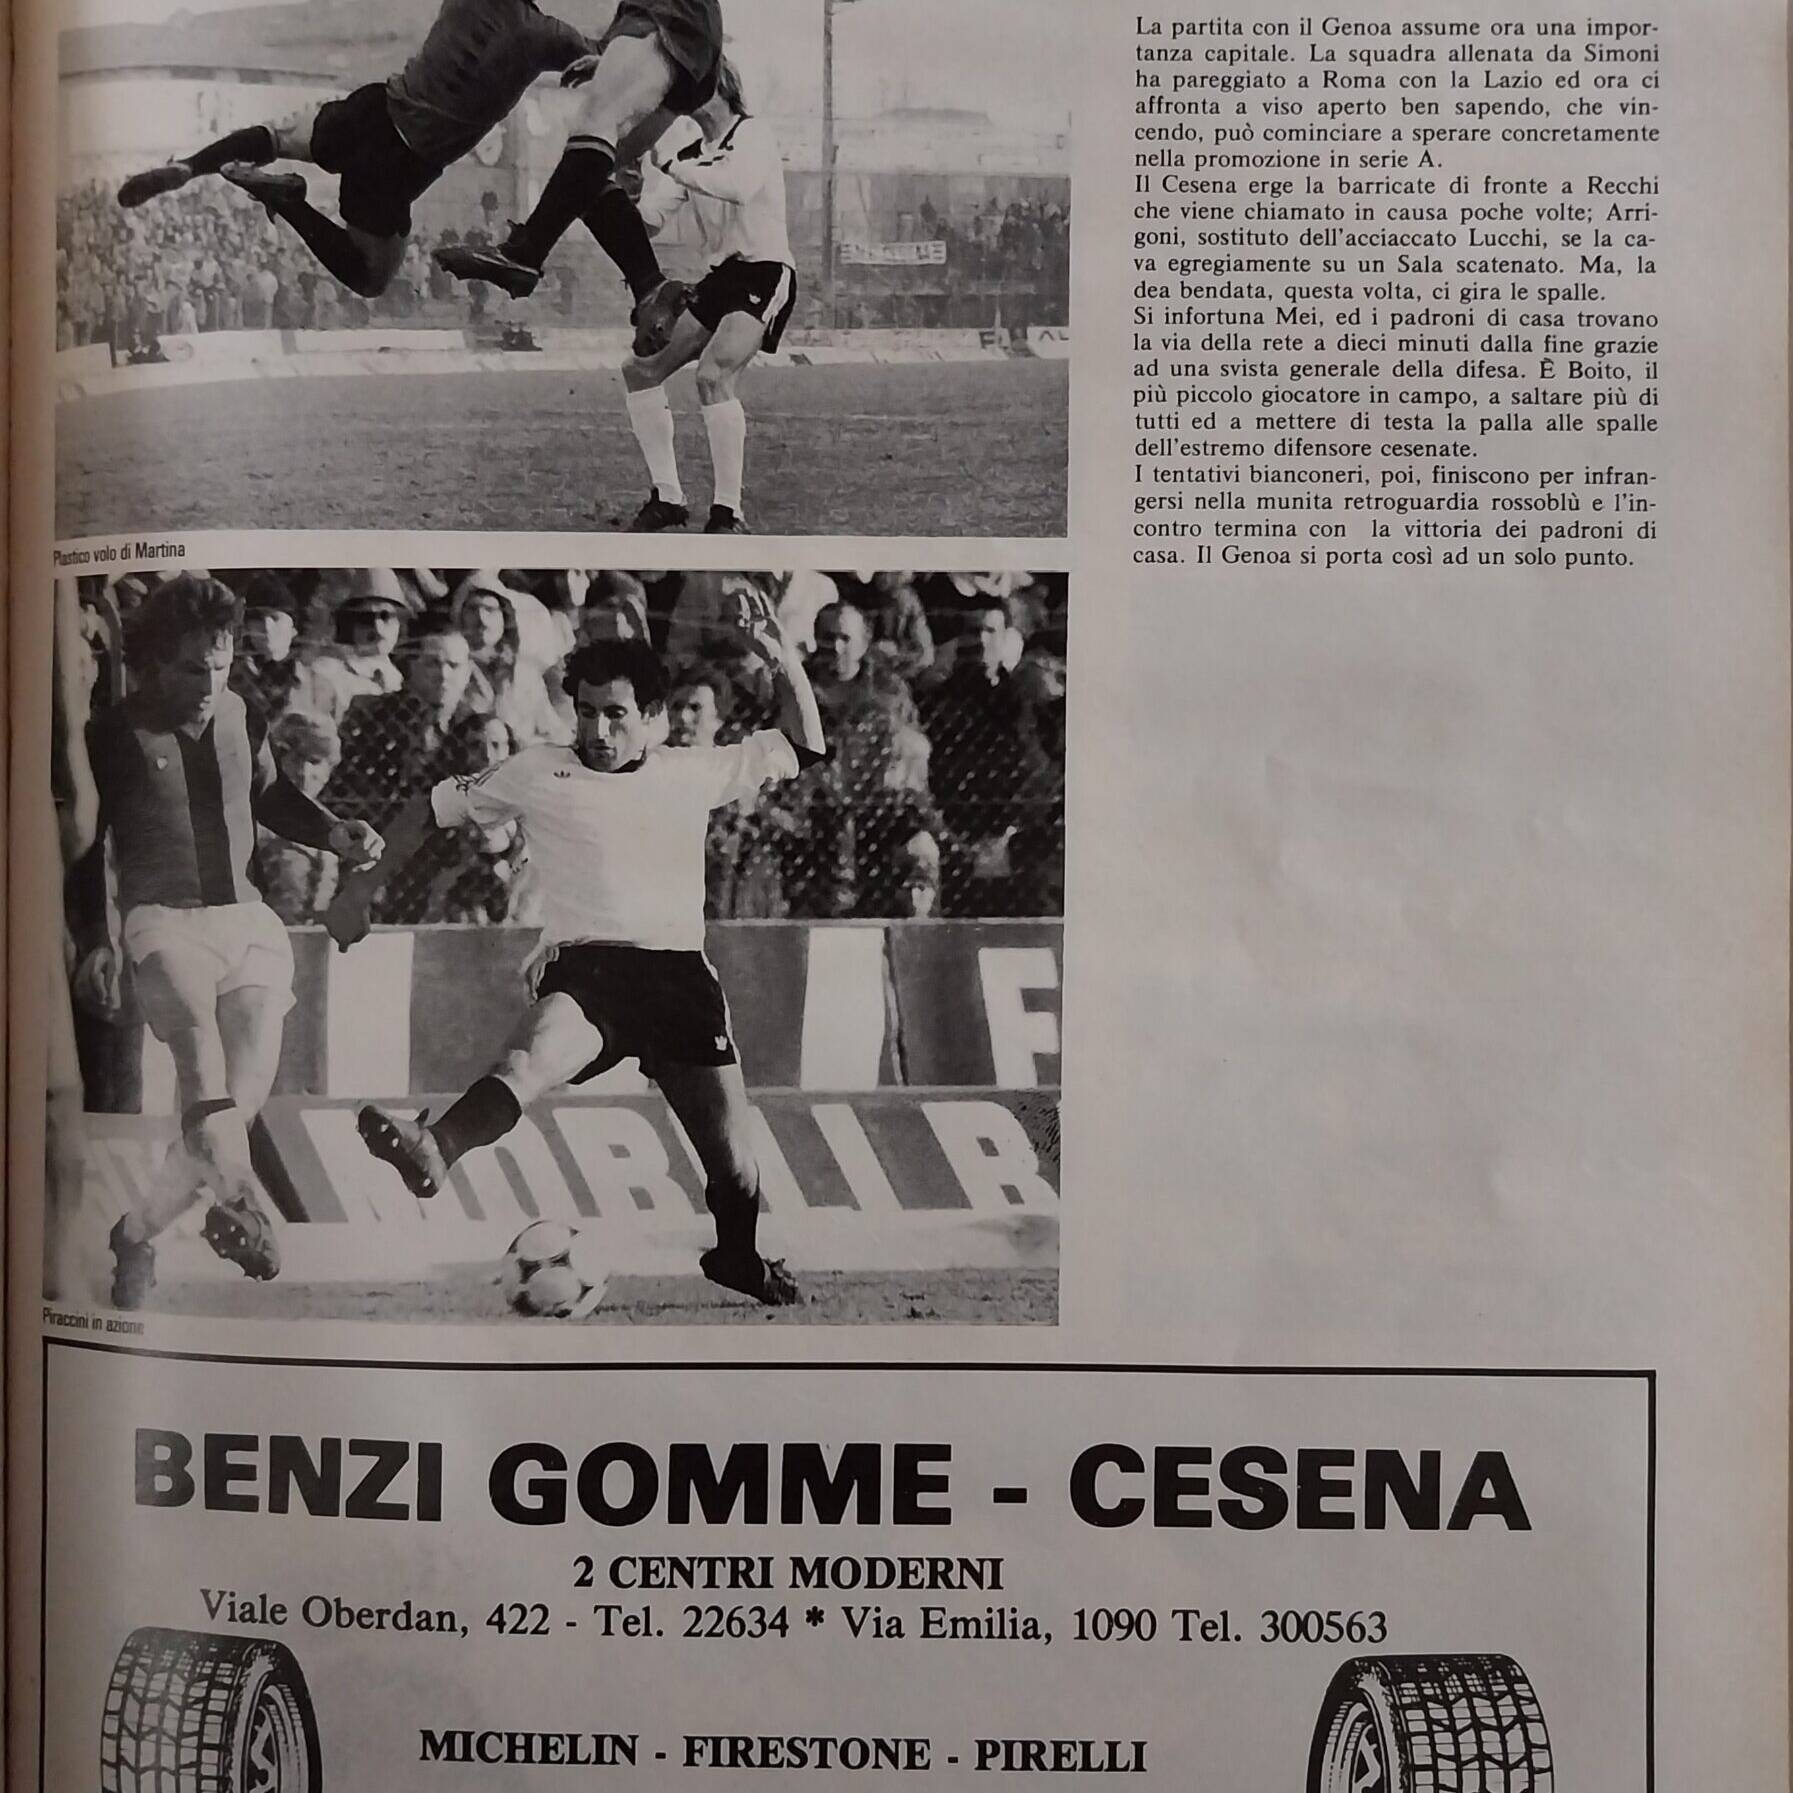 La partita con il Genoa assume ora una impor-
tanza capitale. La squadra allenata da Simoni
ha pareggiato a Roma con la Lazio ed ora ci
affronta a viso aperto ben sapendo, che vin-
cendo, può cominciare a sperare concretamente
nella promozione in serie A.
Il Cesena erge la barricate di fronte a Recchi
che viene chiamato in causa poche volte; Arri-
goni, sostituto dell'acciaccato Lucchi, se la ca-
va egregiamente su un Sala scatenato. Ma, la
dea bendata, questa volta, ci gira le spalle.
Si infortuna Mei, ed i padroni di casa trovano
la via della rete a dieci minuti dalla fine grazie
ad una svista generale della difesa. È Boito, il
più piccolo giocatore in campo, a saltare più di
tutti ed a mettere di testa la palla alle spalle
dell'estremo difensore cesenate.
I tentativi bianconeri, poi, finiscono per infran-
gersi nella munita retroguardia rossoblù e l'in-
contro termina con la vittoria dei padroni di
casa. Il Genoa si porta così ad un solo punto.
Plastico volo di Martina
Piraccini in azione
BENZI GOMME - CESENA
2 CENTRI MODERNI
Viale Oberdan, 422 - Tel. 22634 * Via Emilia, 1090 Tel. 300563
MICHELIN - FIRESTONE - PIRELLI